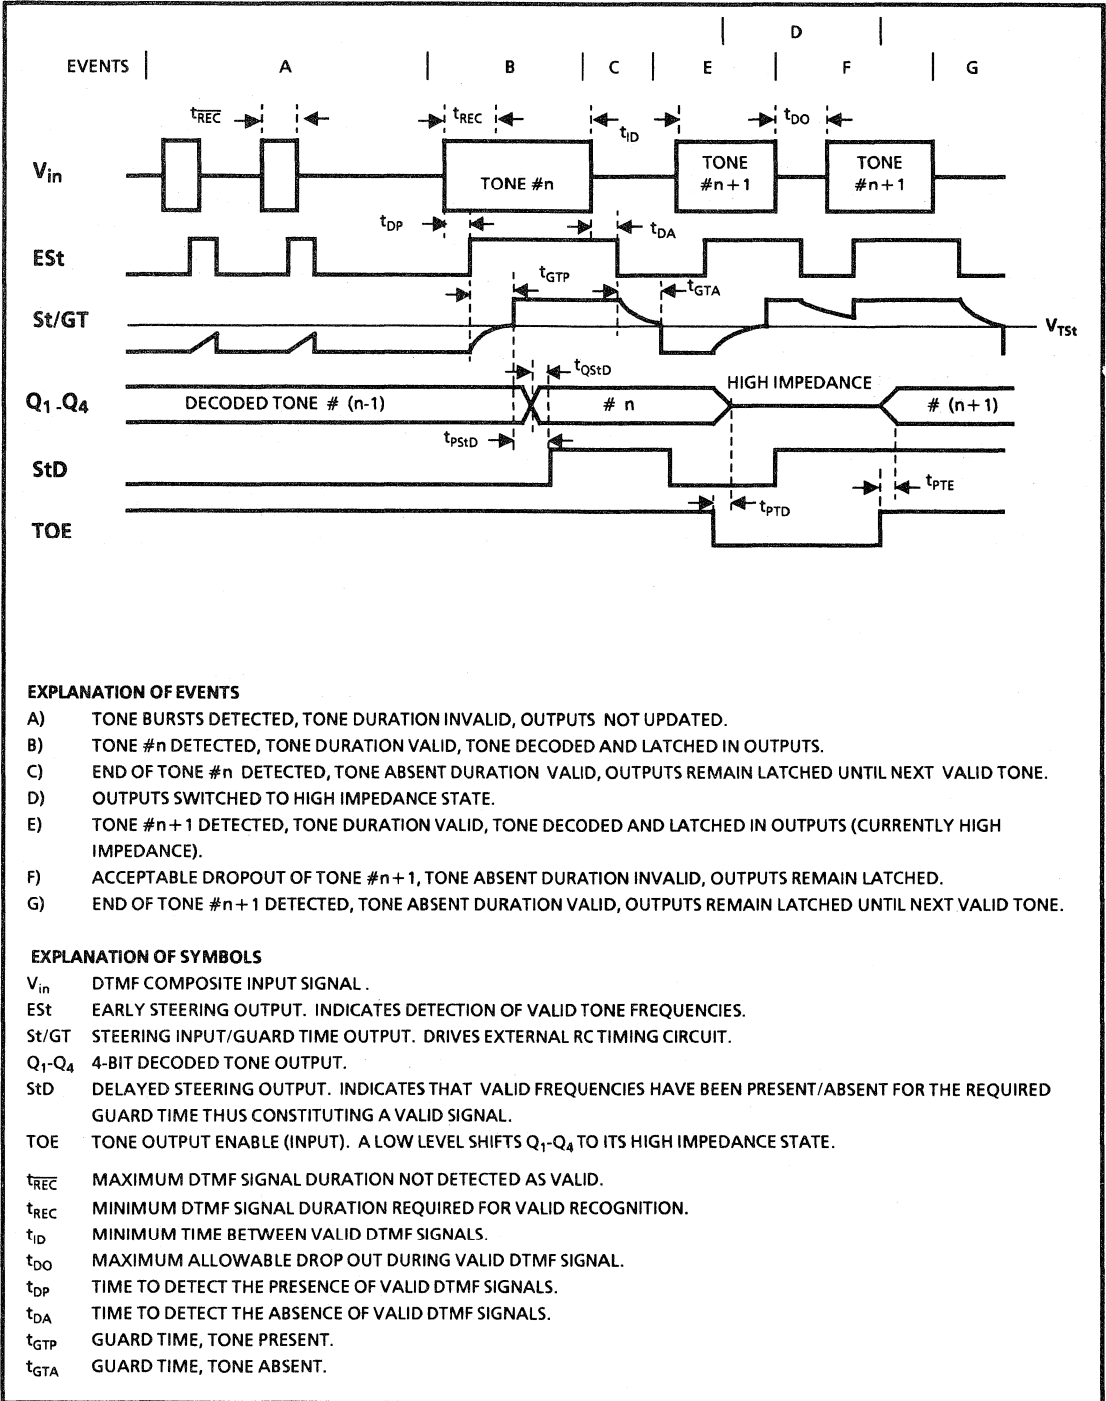 D
EVENTS A B C E F G
tREC tREC tID tDO
Vin TONE #n TONE #n+1 TONE #n+1
tDP tDA
ESt
tGTP tGTA
St/GT VTSt
tQStD
HIGH IMPEDANCE
Q1-Q4 DECODED TONE # (n-1) # n # (n+1)
tPStD
StD tPTE
tPTD
TOE
EXPLANATION OF EVENTS
A) TONE BURSTS DETECTED, TONE DURATION INVALID, OUTPUTS NOT UPDATED.
B) TONE #n DETECTED, TONE DURATION VALID, TONE DECODED AND LATCHED IN OUTPUTS.
C) END OF TONE #n DETECTED, TONE ABSENT DURATION VALID, OUTPUTS REMAIN LATCHED UNTIL NEXT VALID TONE.
D) OUTPUTS SWITCHED TO HIGH IMPEDANCE STATE.
E) TONE #n+1 DETECTED, TONE DURATION VALID, TONE DECODED AND LATCHED IN OUTPUTS (CURRENTLY HIGH
IMPEDANCE).
F) ACCEPTABLE DROPOUT OF TONE #n+1, TONE ABSENT DURATION INVALID, OUTPUTS REMAIN LATCHED.
G) END OF TONE #n+1 DETECTED, TONE ABSENT DURATION VALID, OUTPUTS REMAIN LATCHED UNTIL NEXT VALID TONE.
EXPLANATION OF SYMBOLS
Vin DTMF COMPOSITE INPUT SIGNAL.
ESt EARLY STEERING OUTPUT. INDICATES DETECTION OF VALID TONE FREQUENCIES.
St/GT STEERING INPUT/GUARD TIME OUTPUT. DRIVES EXTERNAL RC TIMING CIRCUIT.
Q1-Q4 4-BIT DECODED TONE OUTPUT.
StD DELAYED STEERING OUTPUT. INDICATES THAT VALID FREQUENCIES HAVE BEEN PRESENT/ABSENT FOR THE REQUIRED
GUARD TIME THUS CONSTITUTING A VALID SIGNAL.
TOE TONE OUTPUT ENABLE (INPUT). A LOW LEVEL SHIFTS Q1-Q4 TO ITS HIGH IMPEDANCE STATE.
tREC MAXIMUM DTMF SIGNAL DURATION NOT DETECTED AS VALID.
tREC MINIMUM DTMF SIGNAL DURATION REQUIRED FOR VALID RECOGNITION.
tID MINIMUM TIME BETWEEN VALID DTMF SIGNALS.
tDO MAXIMUM ALLOWABLE DROP OUT DURING VALID DTMF SIGNAL.
tDP TIME TO DETECT THE PRESENCE OF VALID DTMF SIGNALS.
tDA TIME TO DETECT THE ABSENCE OF VALID DTMF SIGNALS.
tGTP GUARD TIME, TONE PRESENT.
tGTA GUARD TIME, TONE ABSENT.